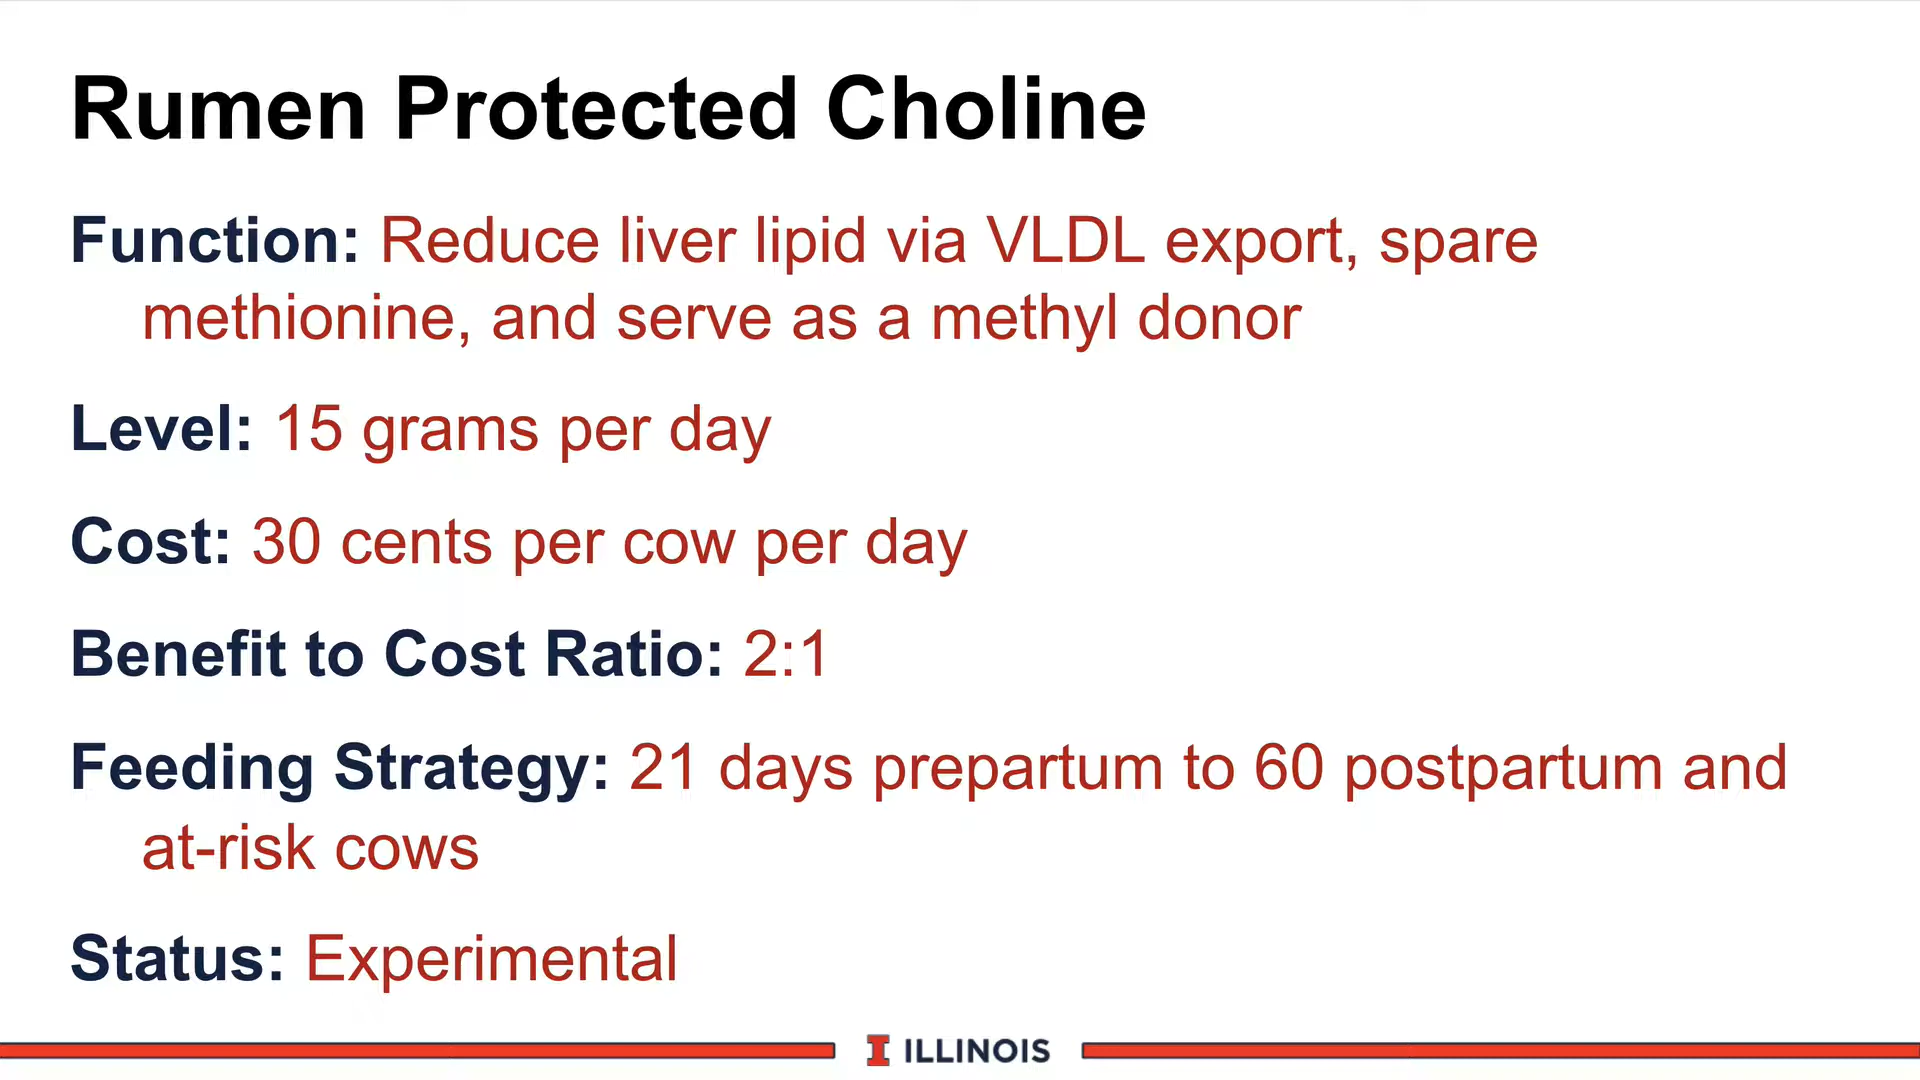 Rumen Protected Choline
Function: Reduce liver lipid via VLDL export, spare
methionine, and serve as a methyl donor
Level: 15 grams per day
Cost: 30 cents per cow per day
Benefit to Cost Ratio: 2:1
Feeding Strategy: 21 days prepartum to 60 postpartum and
at-risk cows
Status: Experimental
I ILLINOIS